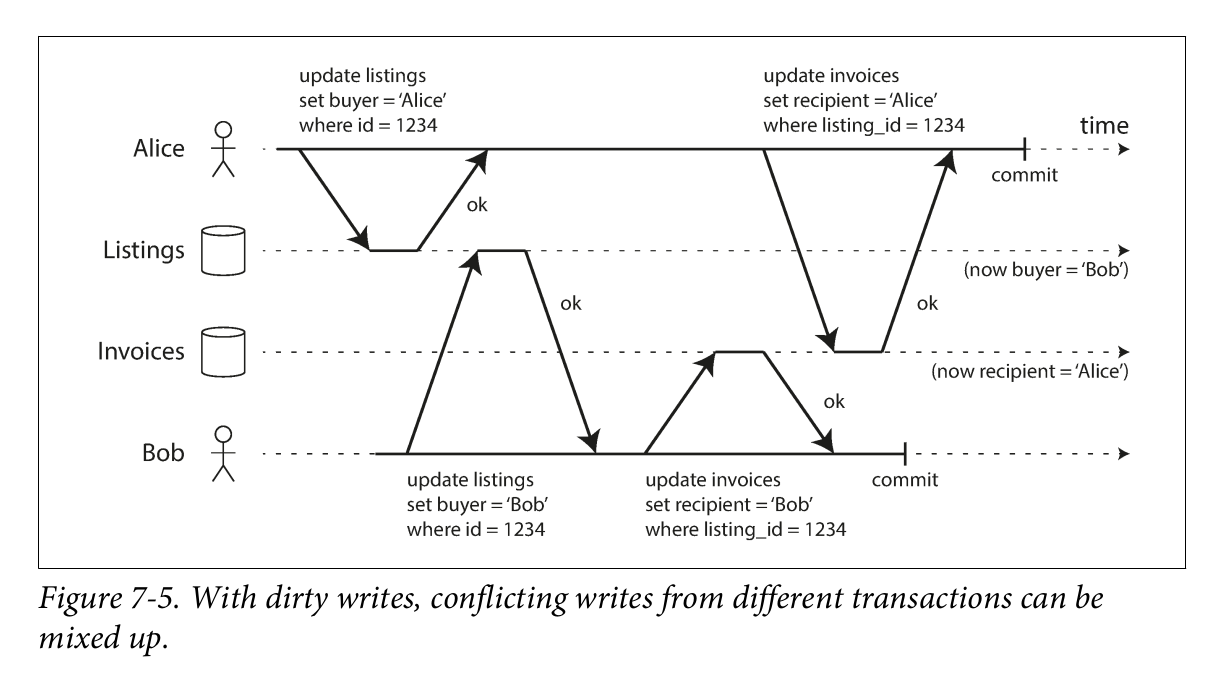 update listings
set buyer = ‘Alice’
where id = 1234
update invoices
set recipient = ‘Alice’
where listing_id = 1234
time
Alice
commit
ok
Listings
(now buyer = ‘Bob’)
ok
ok
Invoices
(now recipient = ‘Alice’)
ok
Bob
commit
update listings
set buyer = ‘Bob’
where id = 1234
update invoices
set recipient = ‘Bob’
where listing_id = 1234
Figure 7-5. With dirty writes, conflicting writes from different transactions can be
mixed up.